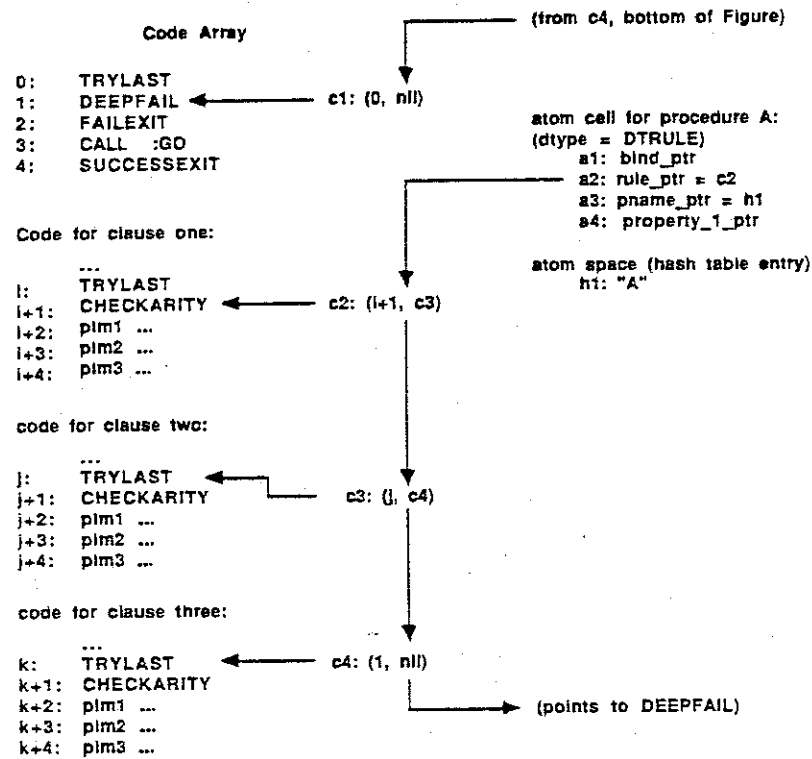 Code Array
(from c4, bottom of Figure)
0: TRYLAST
1: DEEPFAIL
2: FAILEXIT
3: CALL :GO
4: SUCCESSEXIT
c1: (0, nil)
atom cell for procedure A:
(dtype = DTRULE)
a1: bind_ptr
a2: rule_ptr = c2
a3: pname_ptr = h1
a4: property_1_ptr
atom space (hash table entry)
h1: "A"
Code for clause one:
...
i: TRYLAST
i+1: CHECKARITY
i+2: plm1 ...
i+3: plm2 ...
i+4: plm3 ...
c2: (i+1, c3)
code for clause two:
...
j: TRYLAST
j+1: CHECKARITY
j+2: plm1 ...
j+3: plm2 ...
j+4: plm3 ...
c3: (j, c4)
code for clause three:
...
k: TRYLAST
k+1: CHECKARITY
k+2: plm1 ...
k+3: plm2 ...
k+4: plm3 ...
c4: (1, nil)
(points to DEEPFAIL)